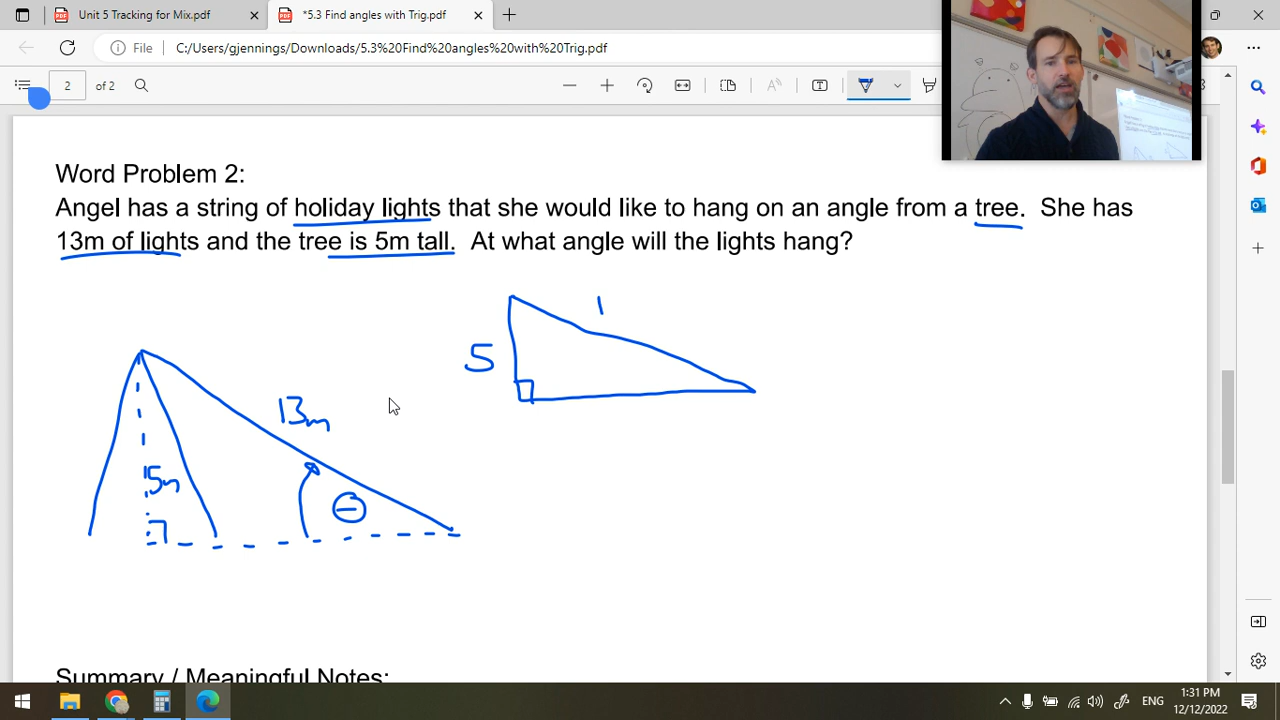 Unit 5 Tracking for Mix.pdf
*5.3 Find angles with Trig.pdf
File
C:/Users/gjennings/Downloads/5.3%20Find%20angles%20with%20Trig.pdf
2
of 2
Word Problem 2:
Angel has a string of holiday lights that she would like to hang on an angle from a tree. She has
13m of lights and the tree is 5m tall. At what angle will the lights hang?
1
5
13m
5m
θ
Summary / Meaningful Notes:
ENG
1:31 PM
12/12/2022